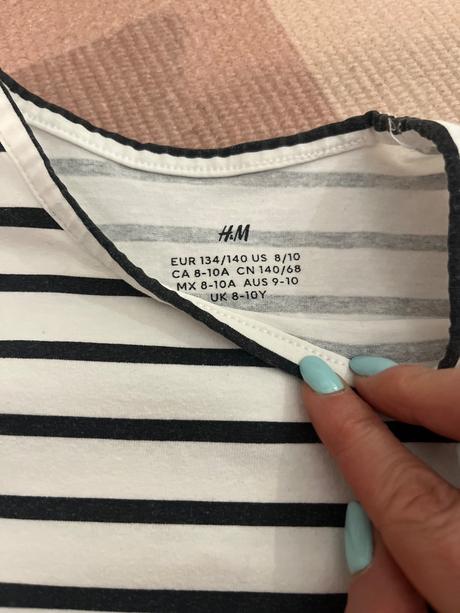 H&M
EUR 134/140 US 8/10
CA 8-10A CN 140/68
MX 8-10A AUS 9-10
UK 8-10Y